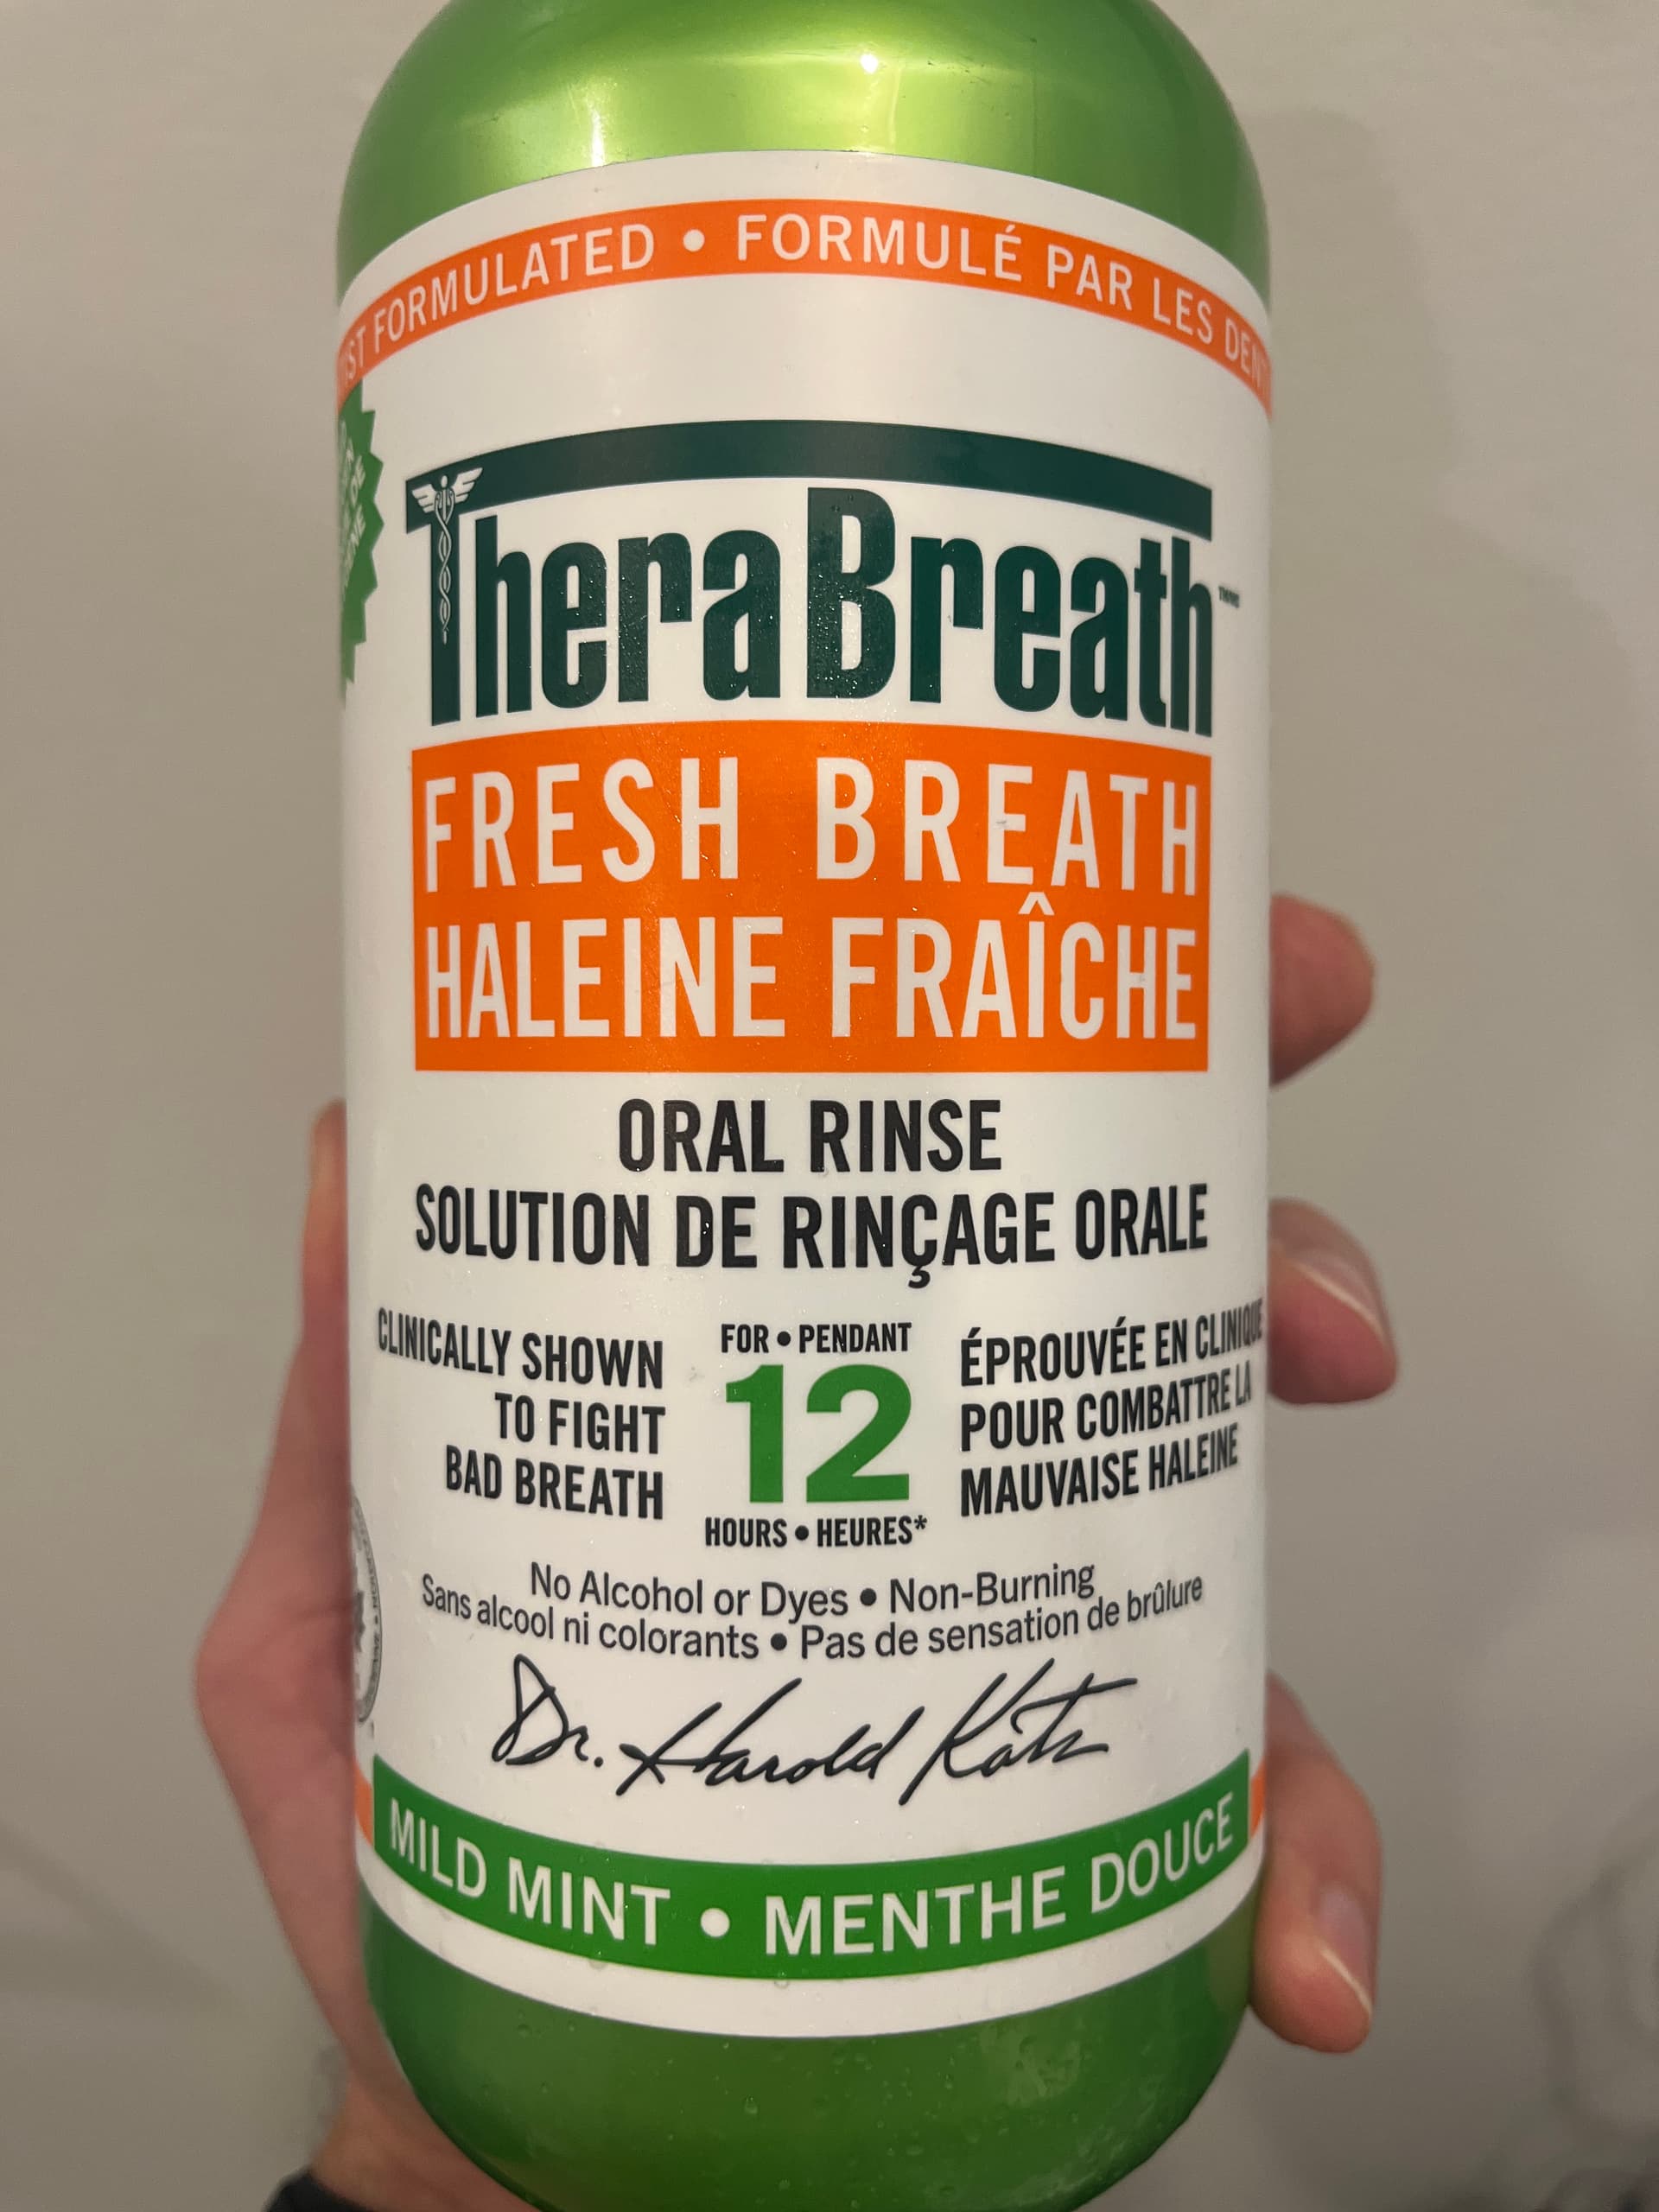 FORMULATED • FORMULÉ PAR LES
TheraBreath™
FRESH BREATH
HALEINE FRAÎCHE
ORAL RINSE
SOLUTION DE RINÇAGE ORALE
CLINICALLY SHOWN
TO FIGHT
BAD BREATH
FOR • PENDANT
12
HOURS • HEURES*
ÉPROUVÉE EN CLINIQUE
POUR COMBATTRE LA
MAUVAISE HALEINE
No Alcohol or Dyes • Non-Burning
Sans alcool ni colorants • Pas de sensation de brûlure
Dr. Harold Katz
MILD MINT • MENTHE DOUCE